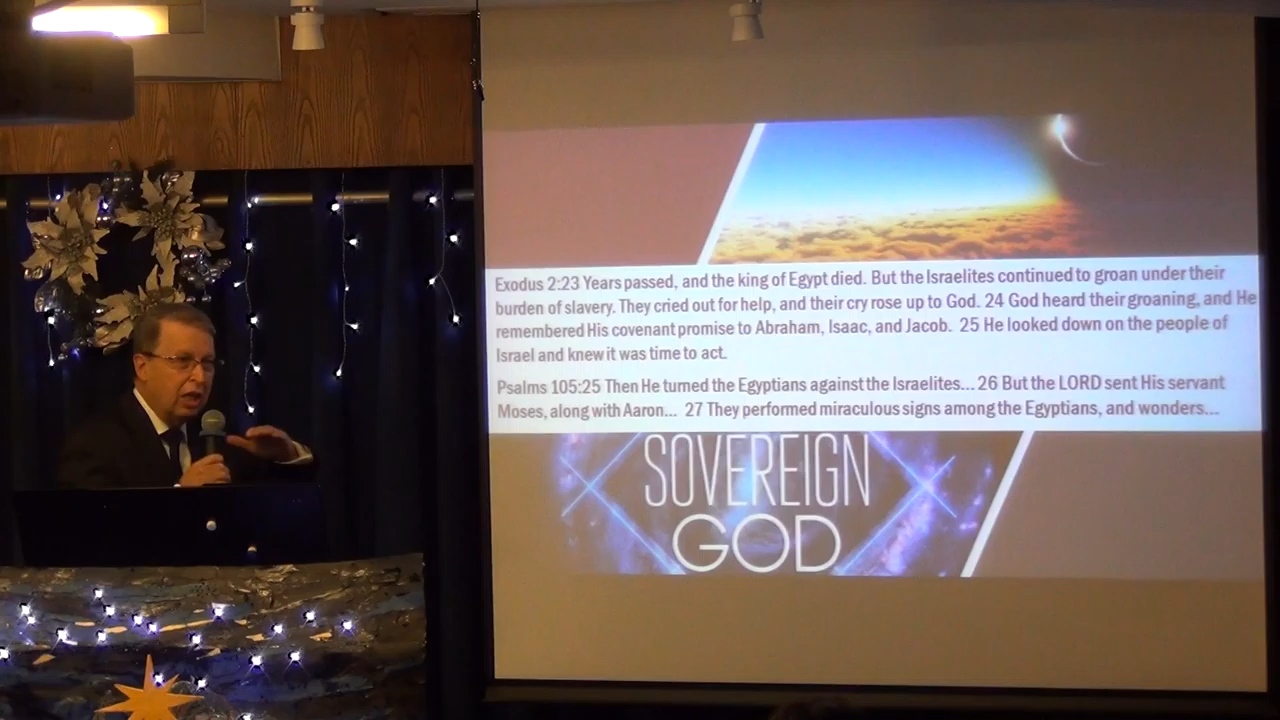 Exodus 2:23 Years passed, and the king of Egypt died. But the Israelites continued to groan under their
burden of slavery. They cried out for help, and their cry rose up to God. 24 God heard their groaning, and He
remembered His covenant promise to Abraham, Isaac, and Jacob. 25 He looked down on the people of
Israel and knew it was time to act.
Psalms 105:25 Then He turned the Egyptians against the Israelites... 26 But the LORD sent His servant
Moses, along with Aaron... 27 They performed miraculous signs among the Egyptians, and wonders...
SOVEREIGN
GOD